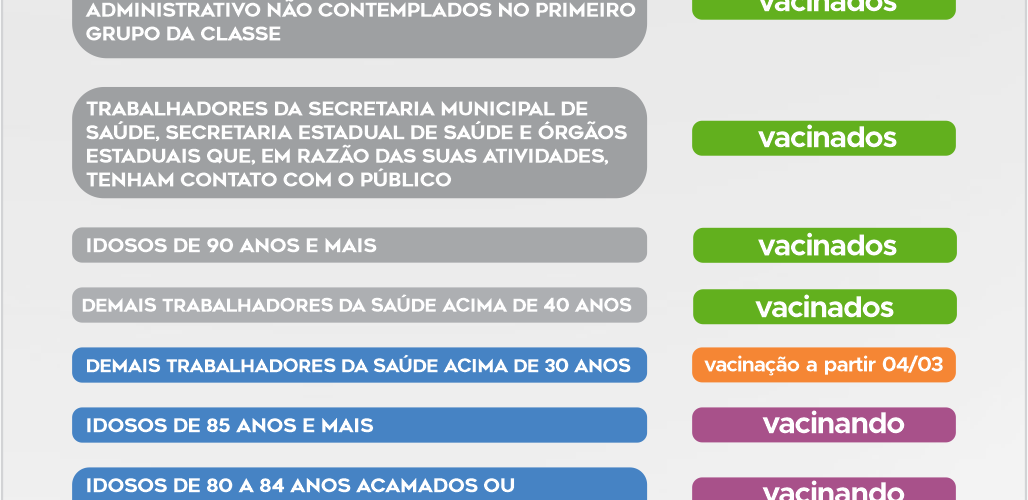 ADMINISTRATIVO NÃO CONTEMPLADOS NO PRIMEIRO
GRUPO DA CLASSE
vacinados
TRABALHADORES DA SECRETARIA MUNICIPAL DE
SAÚDE, SECRETARIA ESTADUAL DE SAÚDE E ÓRGÃOS
ESTADUAIS QUE, EM RAZÃO DAS SUAS ATIVIDADES,
TENHAM CONTATO COM O PÚBLICO
vacinados
IDOSOS DE 90 ANOS E MAIS
vacinados
DEMAIS TRABALHADORES DA SAÚDE ACIMA DE 40 ANOS
vacinados
DEMAIS TRABALHADORES DA SAÚDE ACIMA DE 30 ANOS
vacinação a partir 04/03
IDOSOS DE 85 ANOS E MAIS
vacinando
IDOSOS DE 80 A 84 ANOS ACAMADOS OU
vacinando